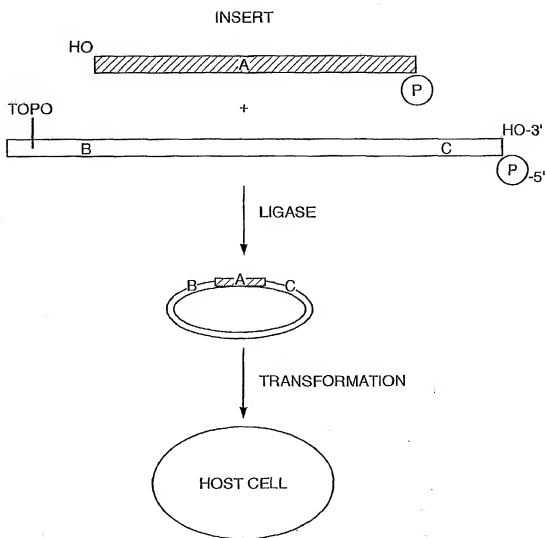 INSERT
HO
A
P
+
TOPO
HO-3'
B C
P -5'
LIGASE
B A C
TRANSFORMATION
HOST CELL